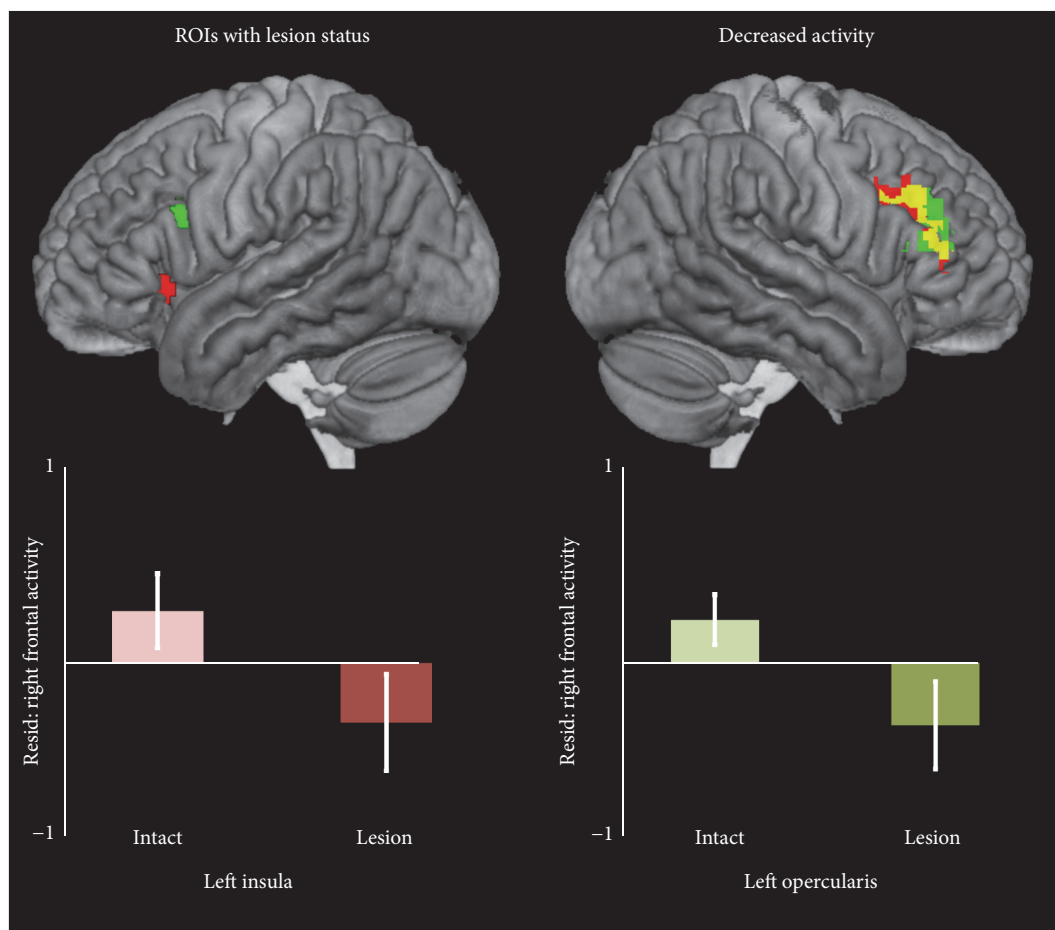 ROIs with lesion status
Decreased activity
1
Resid: right frontal activity
−1
Intact
Lesion
Left insula
1
Resid: right frontal activity
−1
Intact
Lesion
Left opercularis